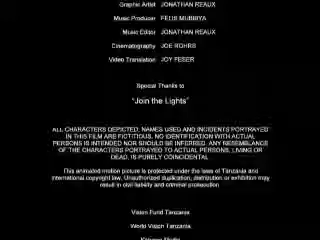 Graphic Artist JONATHAN REAUX
Music Producer FELIX MUBBIYA
Music Editor JONATHAN REAUX
Cinematography JOE ROHRS
Video Translation JOY FESER
Special Thanks to
"Join the Lights"
ALL CHARACTERS DEPICTED, NAMES USED AND INCIDENTS PORTRAYED
IN THIS FILM ARE FICTITIOUS. NO IDENTIFICATION WITH ACTUAL
PERSONS IS INTENDED NOR SHOULD BE INFERRED. ANY RESEMBLANCE
OF THE CHARACTERS PORTRAYED TO ACTUAL PERSONS, LIVING OR
DEAD, IS PURELY COINCIDENTAL
This animated motion picture is protected under the laws of Tanzania and
international copyright law. Unauthorized duplication, distribution or exhibition may
result in civil liability and criminal prosecution
Vision Fund Tanzania
World Vision Tanzania